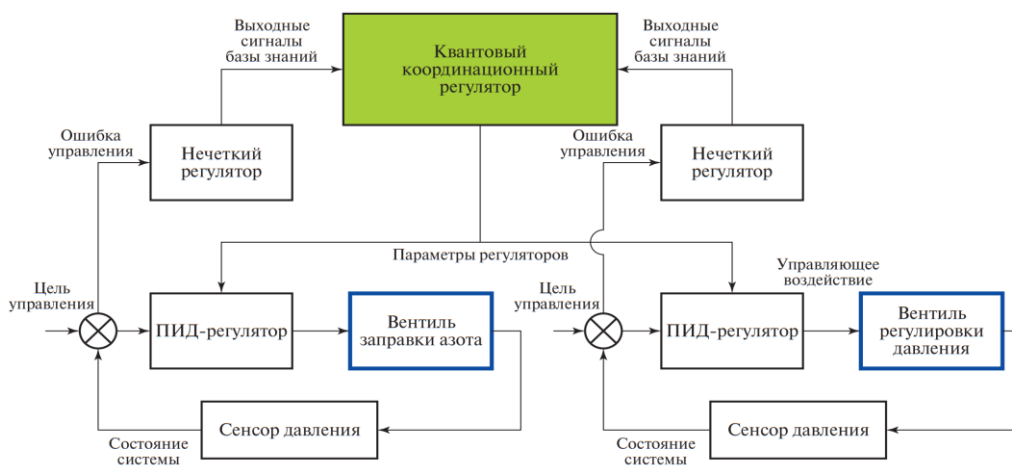 Выходные
сигналы
базы знаний
Квантовый
координационный
регулятор
Выходные
сигналы
базы знаний
Ошибка
управления
Нечеткий
регулятор
Ошибка
управления
Нечеткий
регулятор
Параметры регуляторов
Цель
управления
ПИД-регулятор
Вентиль
заправки азота
Цель
управления
ПИД-регулятор
Управляющее
воздействие
Вентиль
регулировки
давления
Состояние
системы
Сенсор давления
Состояние
системы
Сенсор давления